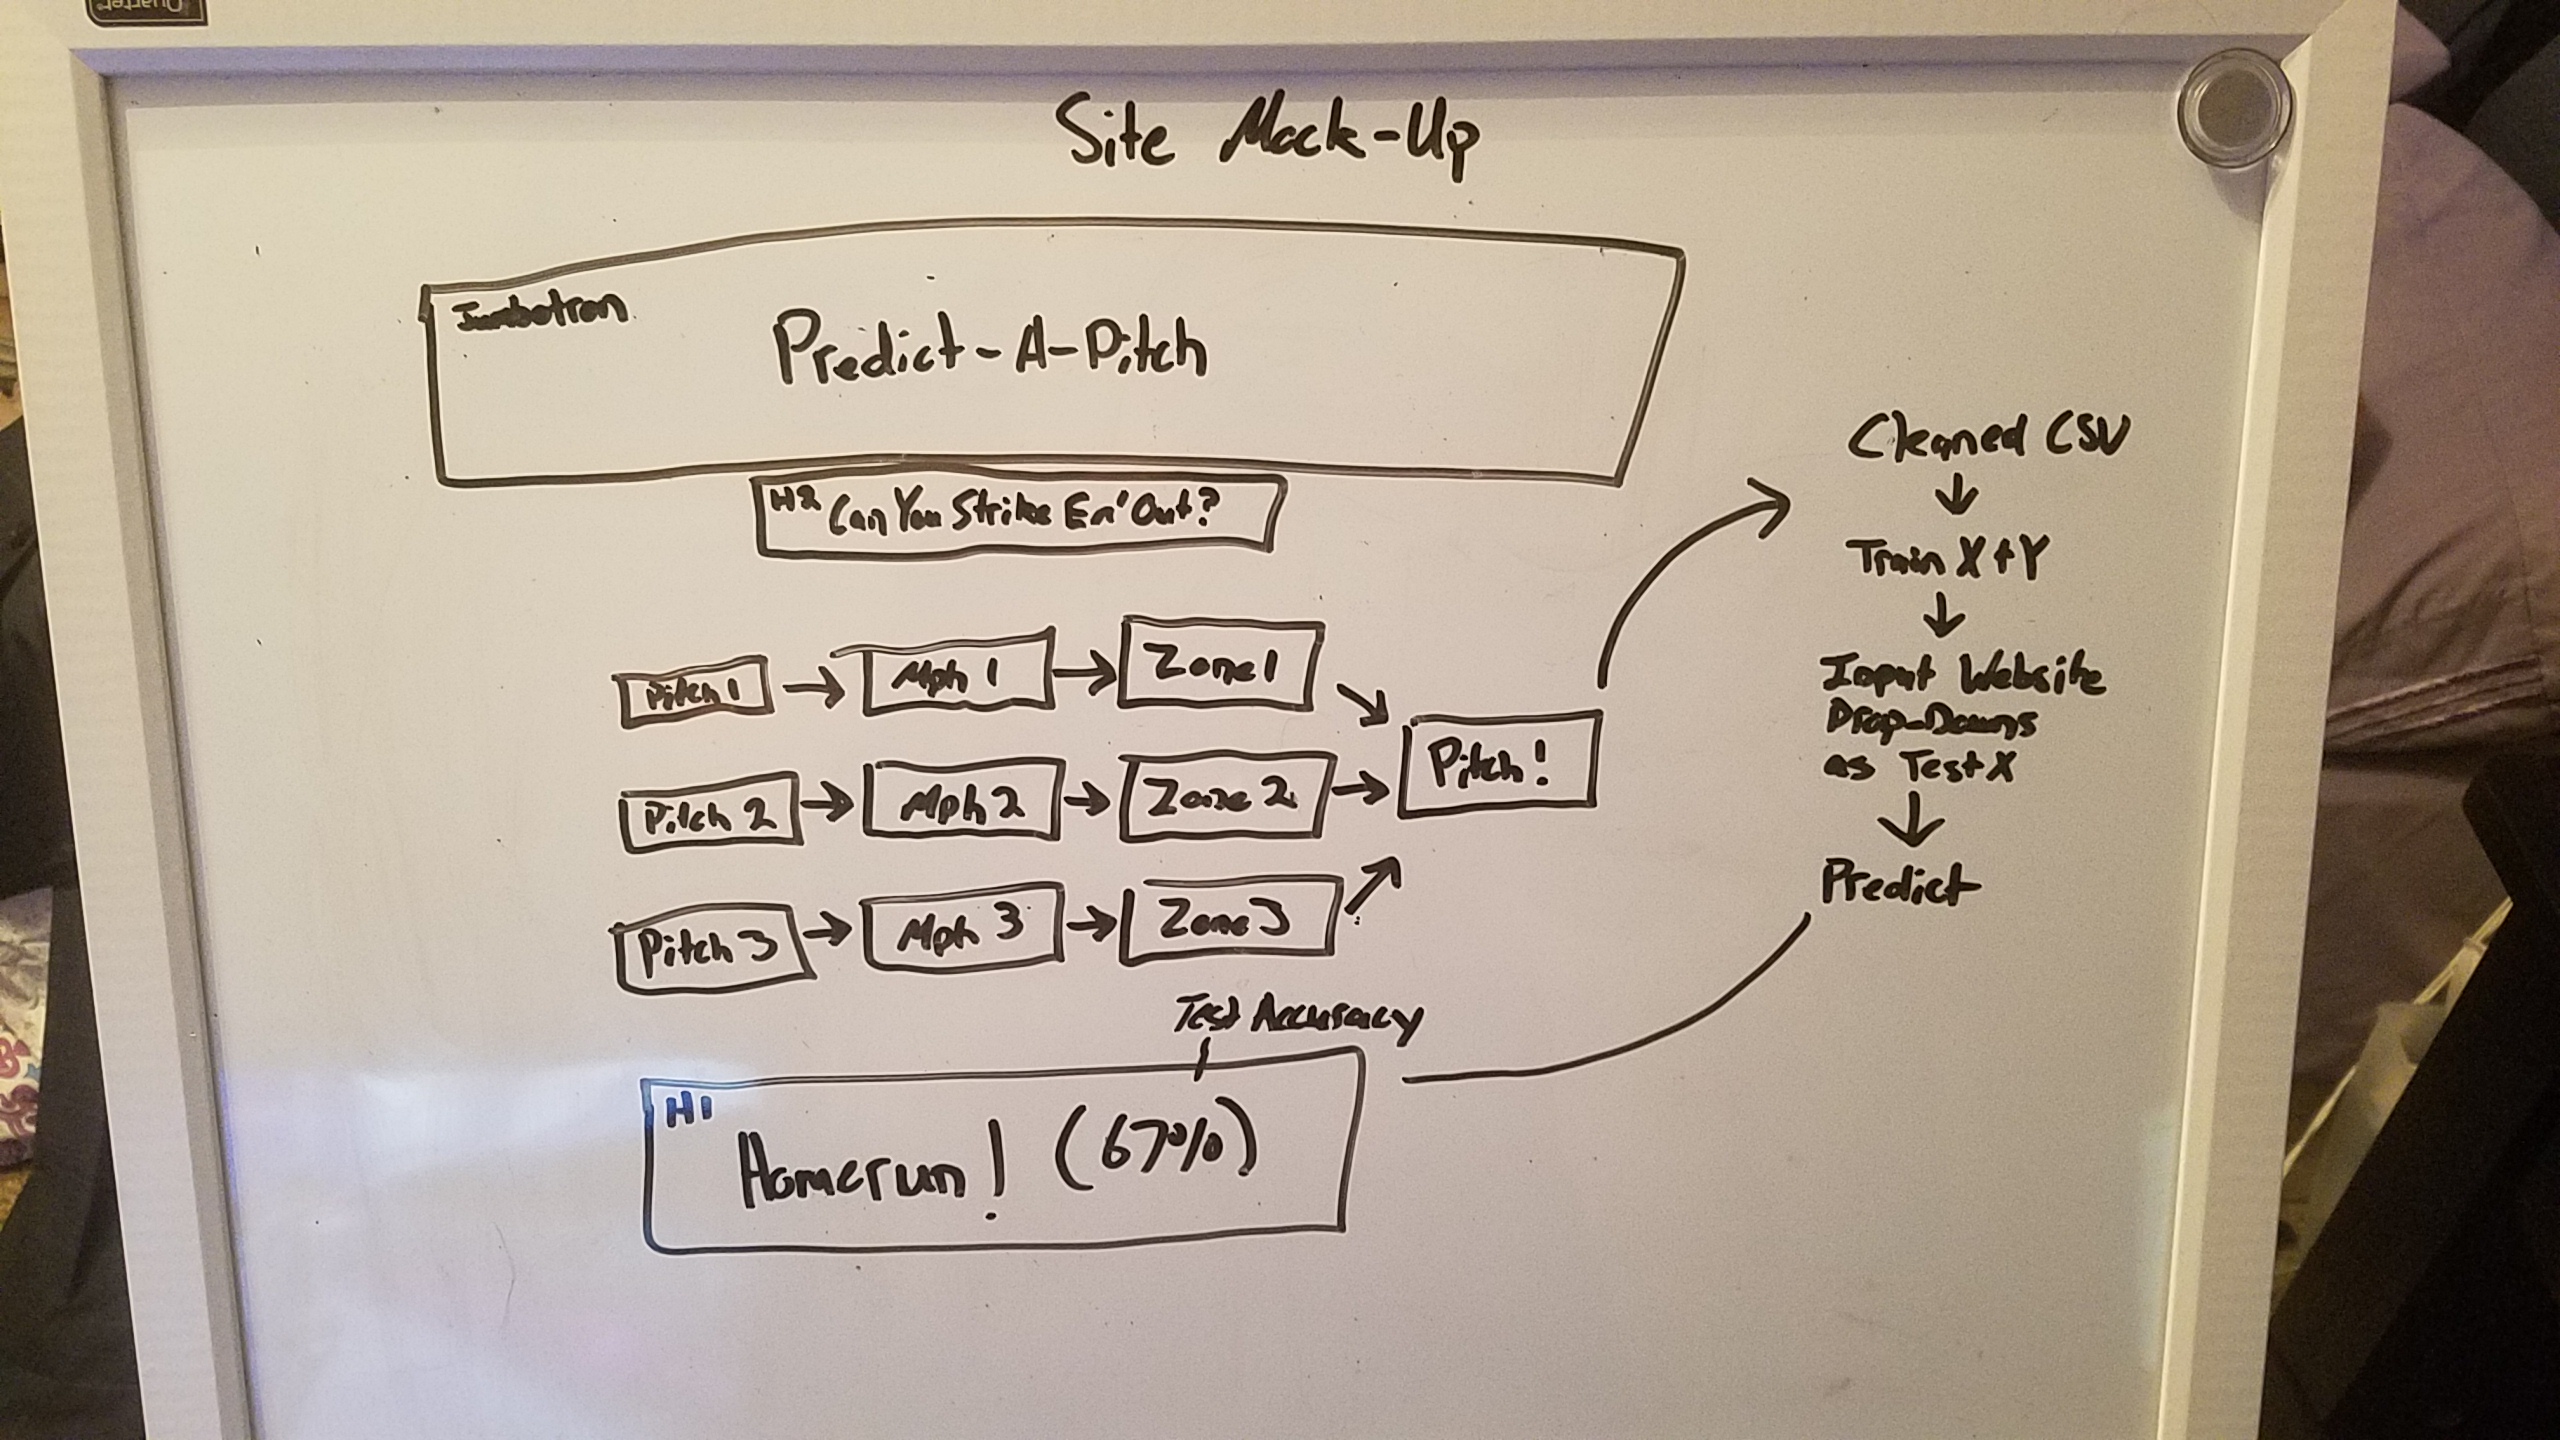 Quarter
Site Mock-Up
Jumbotron
Predict-A-Pitch
H2 Can You Strike Em' Out?
Pitch 1
Mph 1
Zone 1
Pitch 2
Mph 2
Zone 2
Pitch 3
Mph 3
Zone 3
Pitch!
Test Accuracy
H1
Homerun! (67%)
Cleaned CSV
Train X + Y
Input Website
Drop-Downs
as Test X
Predict